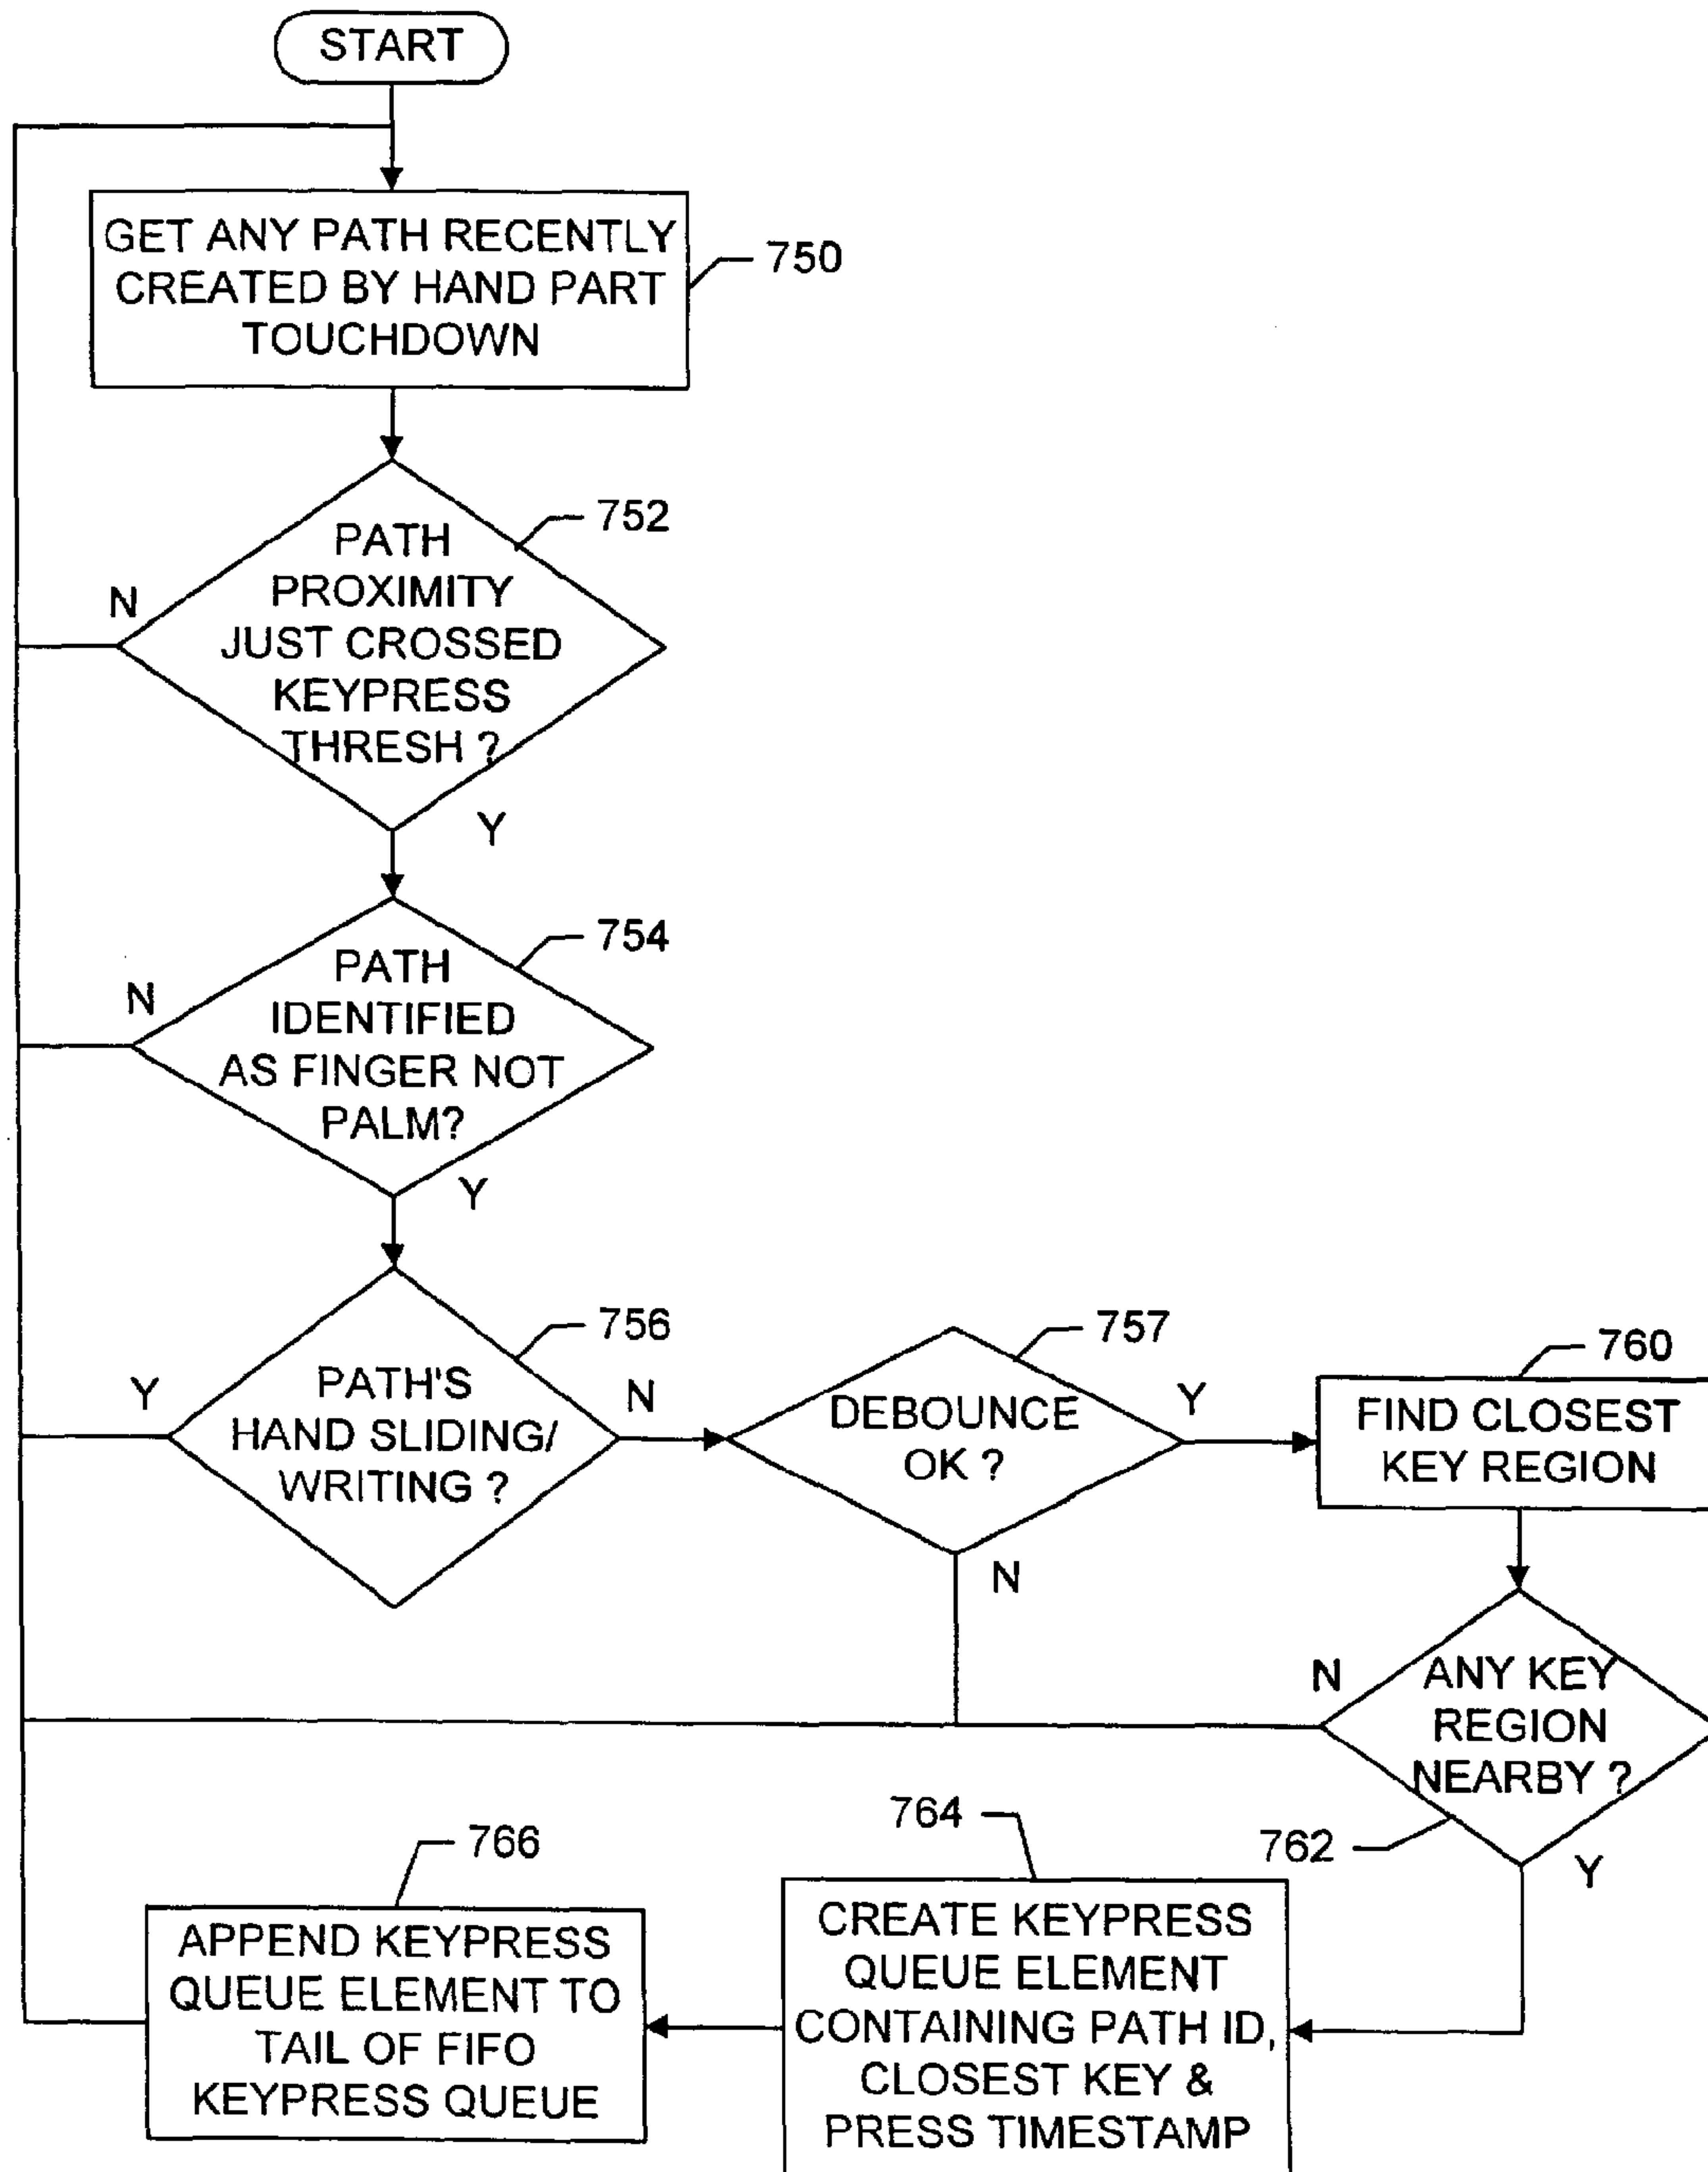 START
GET ANY PATH RECENTLY
CREATED BY HAND PART
TOUCHDOWN
750
752
PATH
PROXIMITY
JUST CROSSED
KEYPRESS
THRESH ?
N
Y
754
PATH
IDENTIFIED
AS FINGER NOT
PALM?
N
Y
756
PATH'S
HAND SLIDING/
WRITING ?
Y
N
757
DEBOUNCE
OK ?
Y
N
760
FIND CLOSEST
KEY REGION
ANY KEY
REGION
NEARBY ?
N
762
Y
764
CREATE KEYPRESS
QUEUE ELEMENT
CONTAINING PATH ID,
CLOSEST KEY &
PRESS TIMESTAMP
766
APPEND KEYPRESS
QUEUE ELEMENT TO
TAIL OF FIFO
KEYPRESS QUEUE